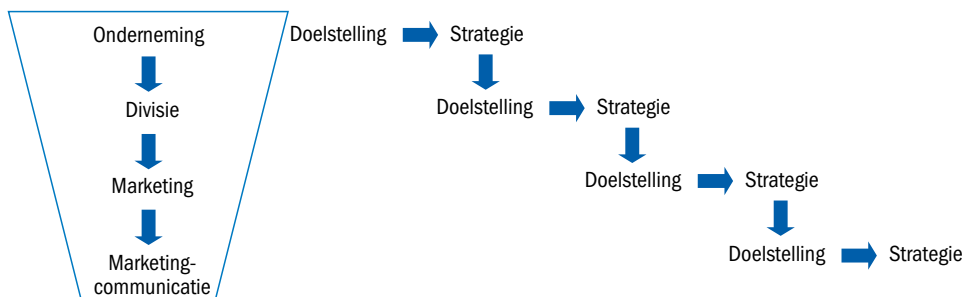 Onderneming Doelstelling Strategie
Divisie Doelstelling Strategie
Marketing Doelstelling Strategie
Marketing-
communicatie Doelstelling Strategie